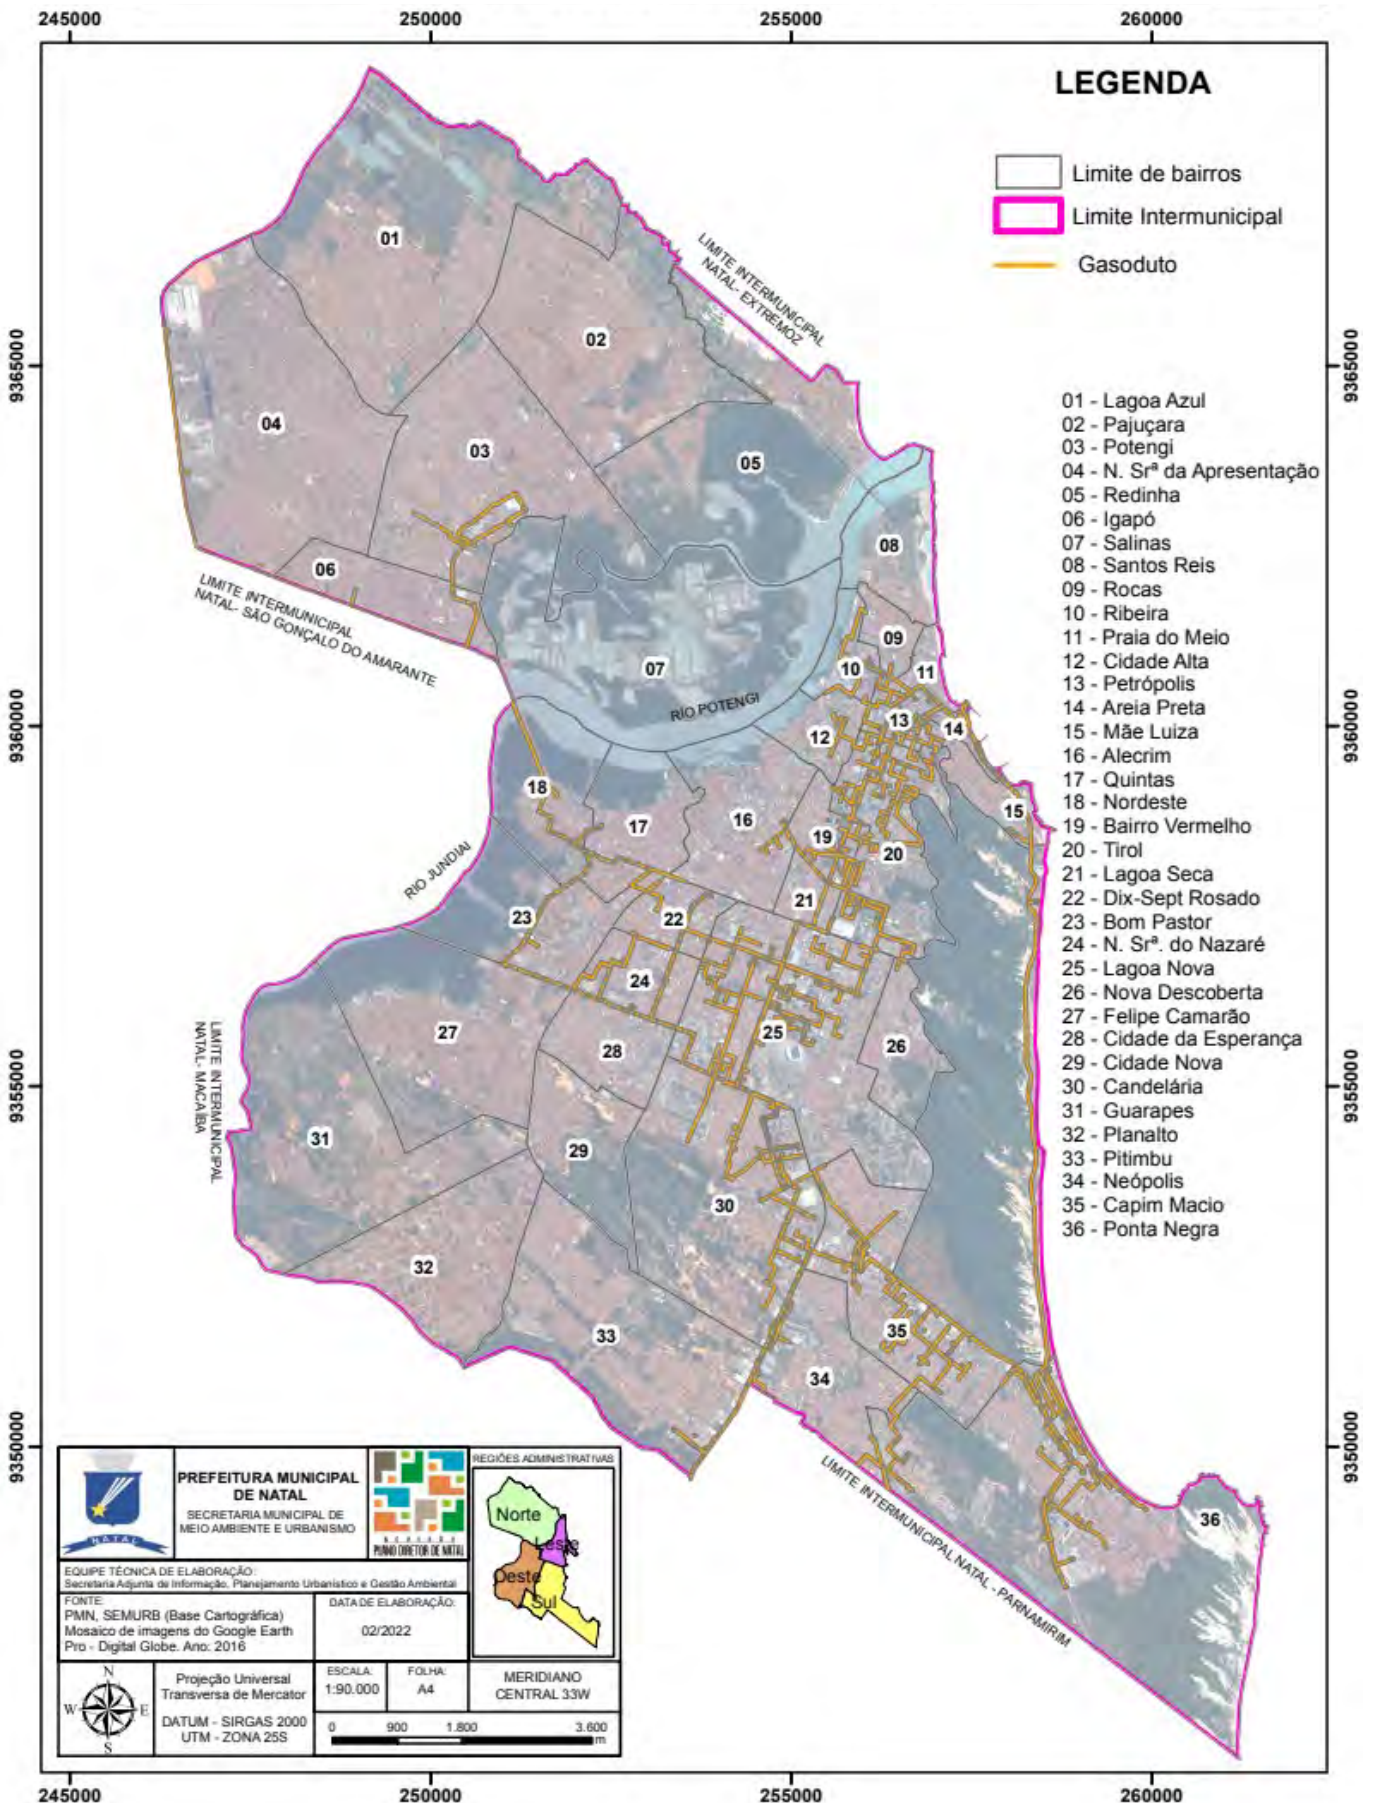 245000
250000
255000
260000
LEGENDA
Limite de bairros
Limite Intermunicipal
Gasoduto
01 - Lagoa Azul
02 - Pajuçara
03 - Potengi
04 - N. Srª da Apresentação
05 - Redinha
06 - Igapó
07 - Salinas
08 - Santos Reis
09 - Rocas
10 - Ribeira
11 - Praia do Meio
12 - Cidade Alta
13 - Petrópolis
14 - Areia Preta
15 - Mãe Luiza
16 - Alecrim
17 - Quintas
18 - Nordeste
19 - Bairro Vermelho
20 - Tirol
21 - Lagoa Seca
22 - Dix-Sept Rosado
23 - Bom Pastor
24 - N. Srª. do Nazaré
25 - Lagoa Nova
26 - Nova Descoberta
27 - Felipe Camarão
28 - Cidade da Esperança
29 - Cidade Nova
30 - Candelária
31 - Guarapes
32 - Planalto
33 - Pitimbu
34 - Neópolis
35 - Capim Macio
36 - Ponta Negra
9365000
9365000
9360000
9360000
9355000
9355000
9350000
9350000
LIMITE INTERMUNICIPAL
NATAL- EXTREMOZ
LIMITE INTERMUNICIPAL
NATAL- SÃO GONÇALO DO AMARANTE
RIO POTENGI
RIO JUNDIAI
LIMITE INTERMUNICIPAL
NATAL- MACAÍBA
LIMITE INTERMUNICIPAL NATAL - PARNAMIRIM
01
02
04
03
05
08
06
09
07
10
11
13
12
14
18
15
16
17
19
20
21
22
23
24
27
25
26
28
31
29
30
32
33
35
34
36
NATAL
PREFEITURA MUNICIPAL
DE NATAL
SECRETARIA MUNICIPAL DE
MEIO AMBIENTE E URBANISMO
PLANO DIRETOR DE NATAL
REGIÕES ADMINISTRATIVAS
Norte
Leste
Oeste
Sul
EQUIPE TÉCNICA DE ELABORAÇÃO:
Secretaria Adjunta de Informação, Planejamento Urbanístico e Gestão Ambiental
FONTE:
PMN, SEMURB (Base Cartográfica)
Mosaico de imagens do Google Earth
Pro - Digital Globe. Ano: 2016
DATA DE ELABORAÇÃO:
02/2022
N
W
E
S
Projeção Universal
Transversa de Mercator
DATUM - SIRGAS 2000
UTM - ZONA 25S
ESCALA:
1:90.000
FOLHA:
A4
MERIDIANO
CENTRAL 33W
0 900 1.800 3.600
m
245000
250000
255000
260000